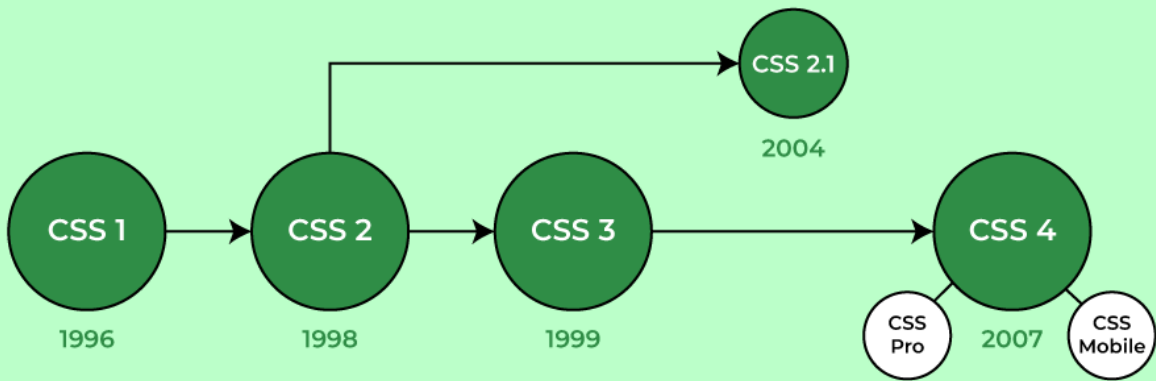 CSS 2.1
2004
CSS 1
CSS 2
CSS 3
CSS 4
1996
1998
1999
CSS
Pro
2007
CSS
Mobile